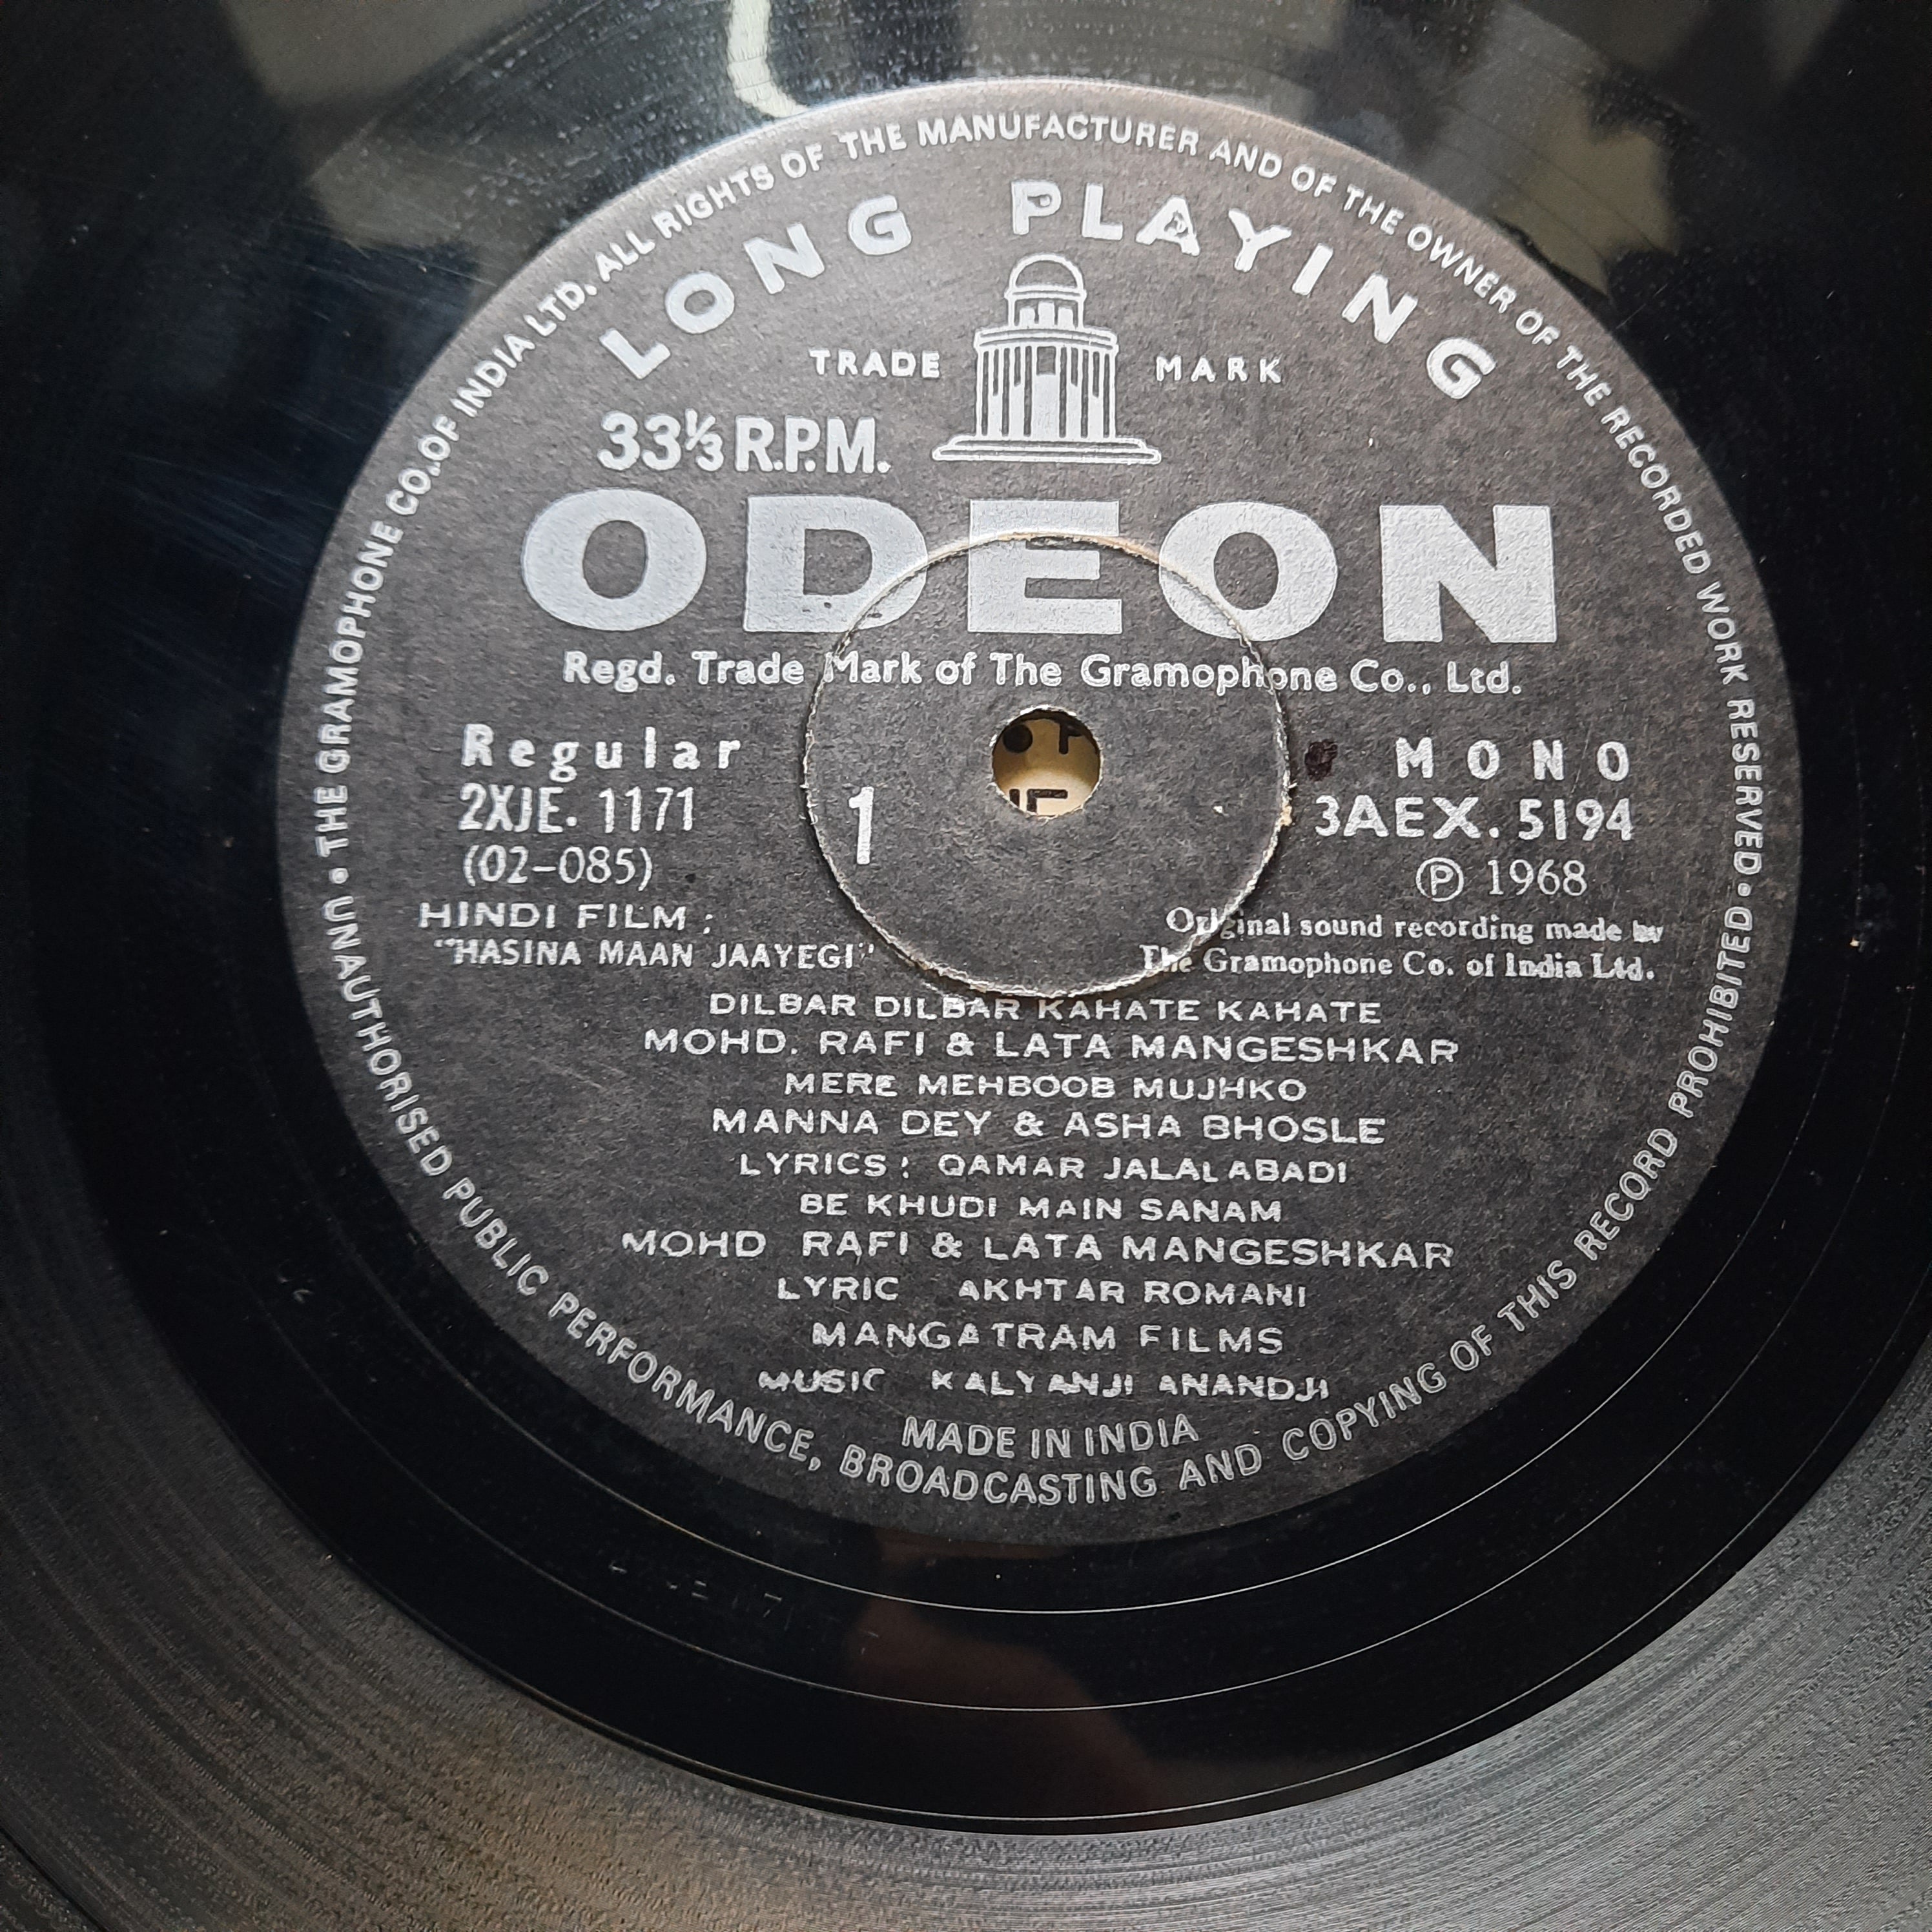 THE GRAMOPHONE CO. OF INDIA LTD. ALL RIGHTS OF THE MANUFACTURER AND OF THE OWNER OF THE RECORDED WORK RESERVED •
UNAUTHORISED PUBLIC PERFORMANCE, BROADCASTING AND COPYING OF THIS RECORD PROHIBITED •
LONG PLAYING
TRADE MARK
33⅓ R.P.M.
ODEON
Regd. Trade Mark of The Gramophone Co., Ltd.
Regular
2XJE. 1171
(02-085)
1
MONO
3AEX. 5194
℗ 1968
HINDI FILM :
"HASINA MAAN JAAYEGI"
Original sound recording made by
The Gramophone Co. of India Ltd.
DILBAR DILBAR KAHATE KAHATE
MOHD. RAFI & LATA MANGESHKAR
MERE MEHBOOB MUJHKO
MANNA DEY & ASHA BHOSLE
LYRICS : QAMAR JALALABADI
BE KHUDI MAIN SANAM
MOHD RAFI & LATA MANGESHKAR
LYRIC AKHTAR ROMANI
MANGATRAM FILMS
MUSIC KALYANJI ANANDJI
MADE IN INDIA